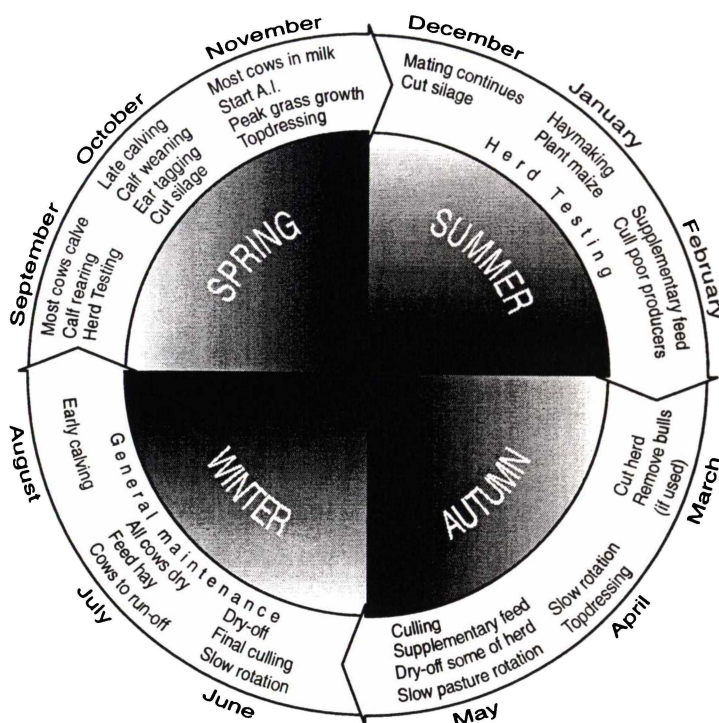 November
Most cows in milk
Start A.I.
Peak grass growth
Topdressing
December
Mating continues
Cut silage
January
Haymaking
Plant maize
Herd Testing
February
Supplementary feed
Cull poor producers
SUMMER
March
Cut herd
Remove bulls
(if used)
April
Slow rotation
Topdressing
May
Culling
Supplementary feed
Dry-off some of herd
Slow pasture rotation
AUTUMN
June
Dry-off
Final culling
Slow rotation
July
All cows dry
Feed hay
Cows to run-off
General maintenance
August
Early calving
WINTER
September
Most cows calve
Calf rearing
Herd Testing
October
Late calving
Calf weaning
Ear tagging
Cut silage
SPRING